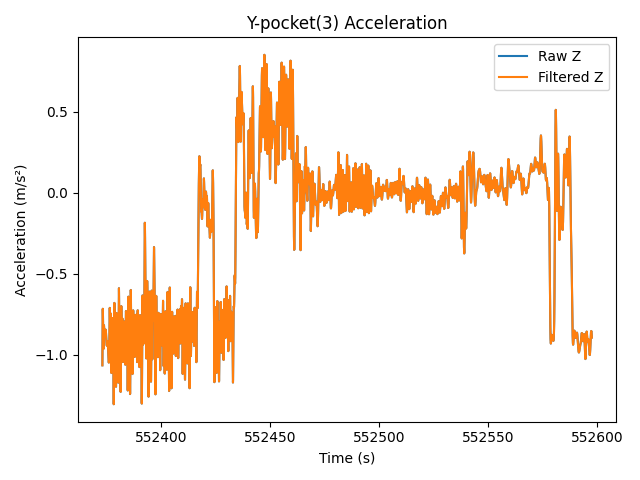 Y-pocket(3) Acceleration
Raw Z
Filtered Z
Acceleration (m/s²)
0.5
0.0
−0.5
−1.0
552400
552450
552500
552550
552600
Time (s)